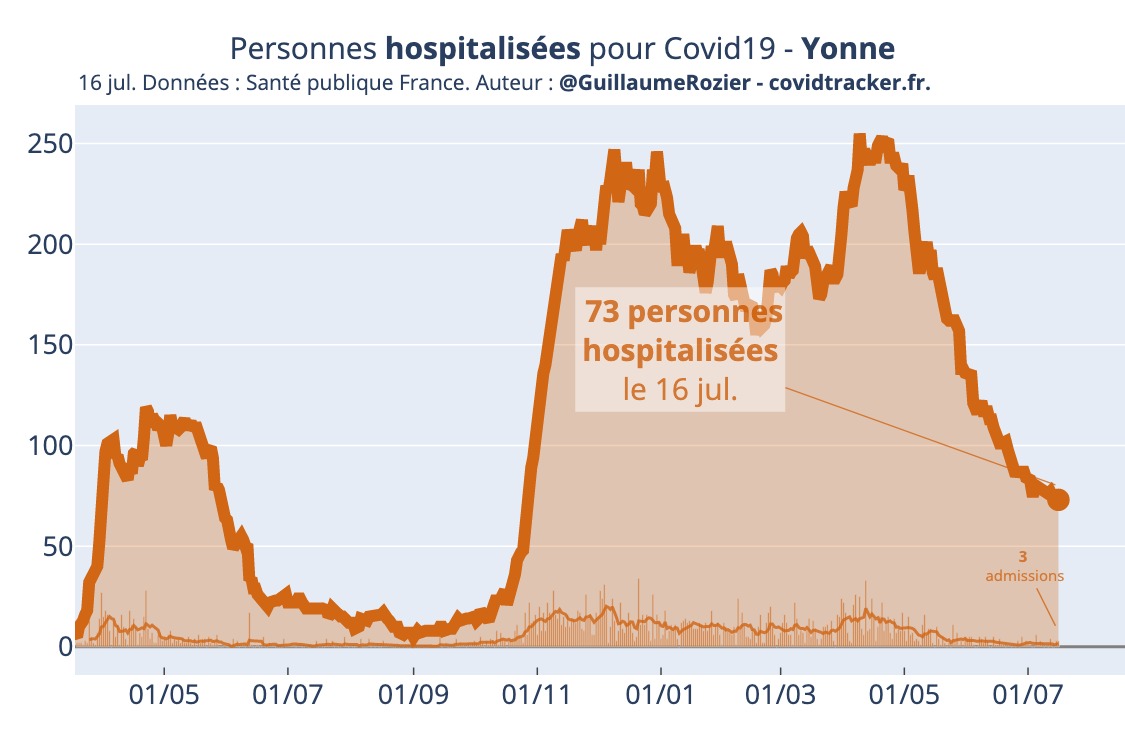 Personnes hospitalisées pour Covid19 - Yonne
16 jul. Données : Santé publique France. Auteur : @GuillaumeRozier - covidtracker.fr.
250
200
150
100
50
0
73 personnes
hospitalisées
le 16 jul.
3
admissions
01/05
01/07
01/09
01/11
01/01
01/03
01/05
01/07